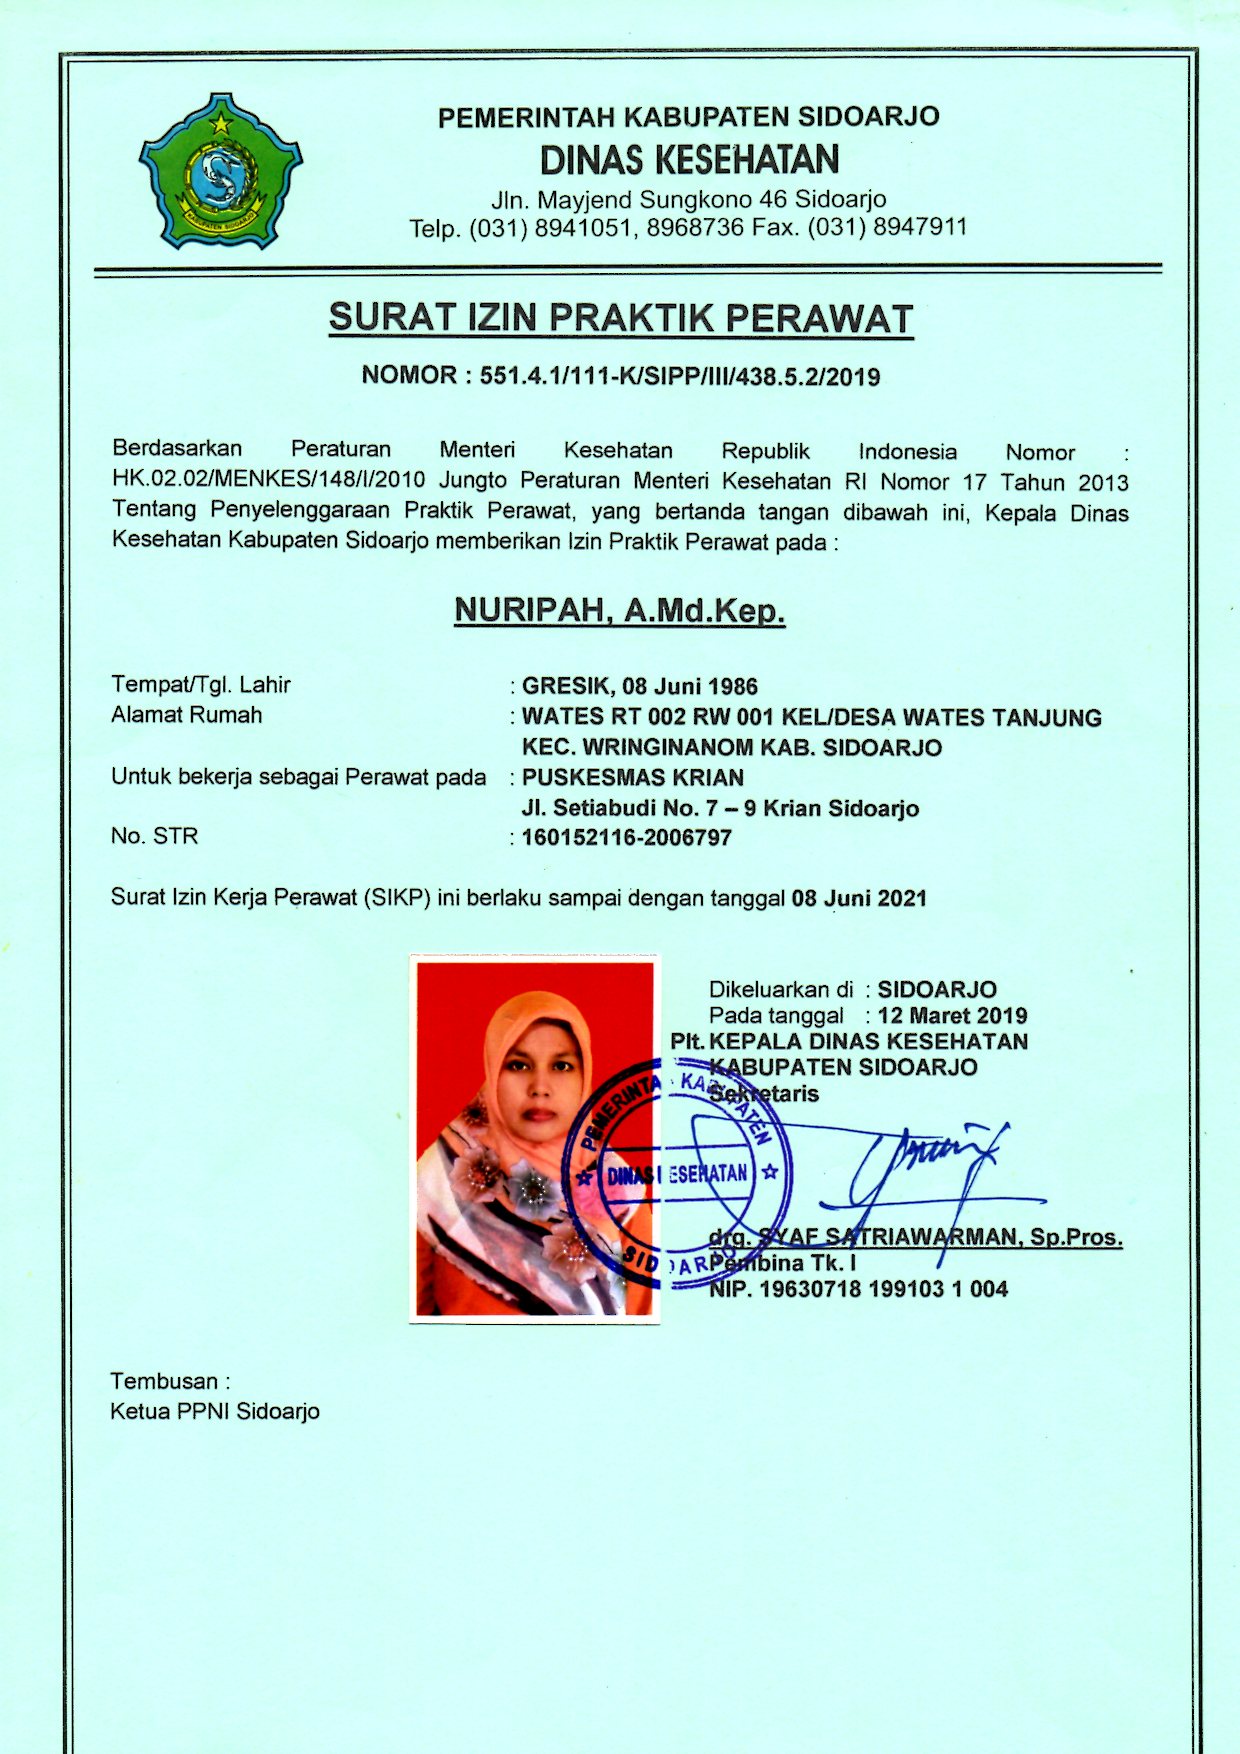 KABUPATEN SIDOARJO
PEMERINTAH KABUPATEN SIDOARJO
DINAS KESEHATAN
Jln. Mayjend Sungkono 46 Sidoarjo
Telp. (031) 8941051, 8968736 Fax. (031) 8947911
SURAT IZIN PRAKTIK PERAWAT
NOMOR : 551.4.1/111-K/SIPP/III/438.5.2/2019
Berdasarkan Peraturan Menteri Kesehatan Republik Indonesia Nomor :
HK.02.02/MENKES/148/I/2010 Jungto Peraturan Menteri Kesehatan RI Nomor 17 Tahun 2013
Tentang Penyelenggaraan Praktik Perawat, yang bertanda tangan dibawah ini, Kepala Dinas
Kesehatan Kabupaten Sidoarjo memberikan Izin Praktik Perawat pada :
NURIPAH, A.Md.Kep.
Tempat/Tgl. Lahir : GRESIK, 08 Juni 1986
Alamat Rumah : WATES RT 002 RW 001 KEL/DESA WATES TANJUNG
KEC. WRINGINANOM KAB. SIDOARJO
Untuk bekerja sebagai Perawat pada : PUSKESMAS KRIAN
Jl. Setiabudi No. 7 – 9 Krian Sidoarjo
No. STR : 160152116-2006797
Surat Izin Kerja Perawat (SIKP) ini berlaku sampai dengan tanggal 08 Juni 2021
Dikeluarkan di : SIDOARJO
Pada tanggal : 12 Maret 2019
Plt. KEPALA DINAS KESEHATAN
KABUPATEN SIDOARJO
Sekretaris
PEMERINTA KABUPATEN
DINAS KESEHATAN
SIDOARJO
drg. SYAF SATRIAWARMAN, Sp.Pros.
Pembina Tk. I
NIP. 19630718 199103 1 004
Tembusan :
Ketua PPNI Sidoarjo